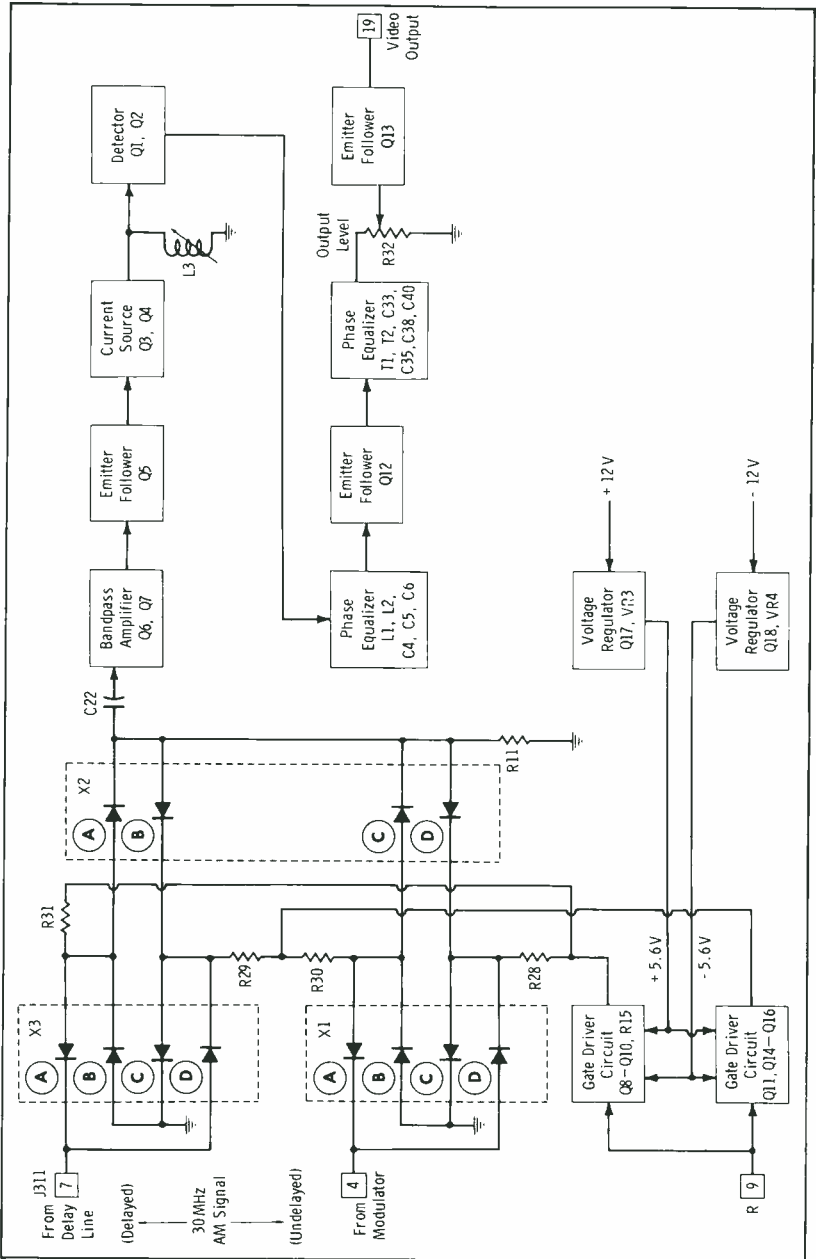 From
Delay
Line
J311
7
(Delayed)
30 MHz
AM Signal
(Undelayed)
From
Modulator
4
R
9
X3
A
B
C
D
R31
R29
R30
X1
A
B
C
D
R28
X2
A
B
C
D
C22
R11
Gate Driver
Circuit
Q8-Q10, R15
Gate Driver
Circuit
Q11, Q14-Q16
+5.6V
-5.6V
Voltage
Regulator
Q17, VR3
+12V
Voltage
Regulator
Q18, VR4
-12V
Bandpass
Amplifier
Q6, Q7
Emitter
Follower
Q5
Current
Source
Q3, Q4
L3
Detector
Q1, Q2
Phase
Equalizer
L1, L2,
C4, C5, C6
Emitter
Follower
Q12
Phase
Equalizer
T1, T2, C33,
C35, C38, C40
Output
Level
R32
Emitter
Follower
Q13
19
Video
Output